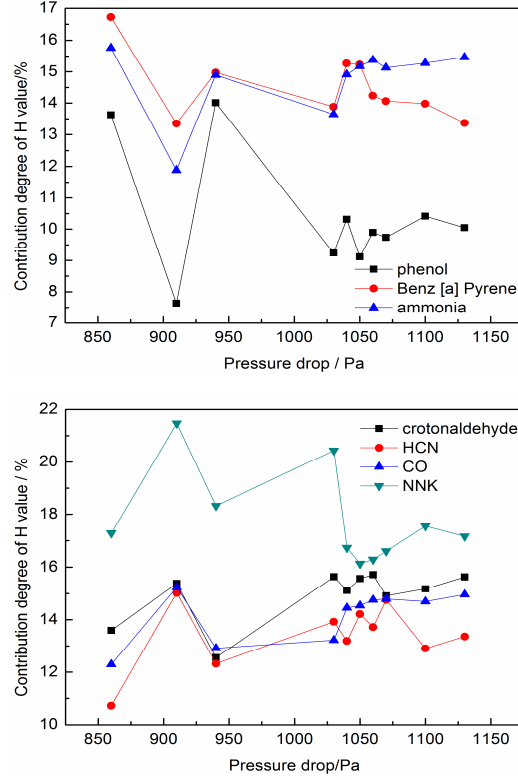 17
16
15
14
13
12
11
10
9
8
7
Contribution degree of H value/%
phenol
Benz [a] Pyrene
ammonia
850 900 950 1000 1050 1100 1150
Pressure drop / Pa
22
20
18
16
14
12
10
Contribution degree of H value / %
crotonaldehyde
HCN
CO
NNK
850 900 950 1000 1050 1100 1150
Pressure drop/Pa